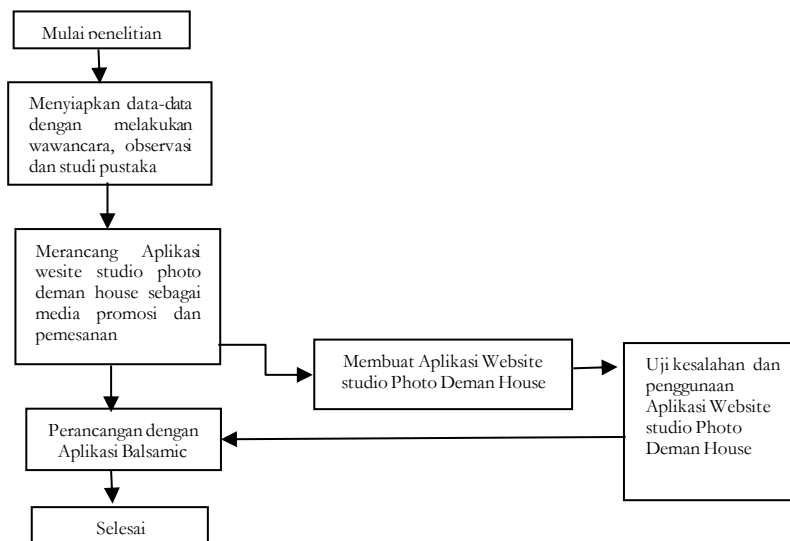 Mulai penelitian
Menyiapkan data-data
dengan melakukan
wawancara, observasi
dan studi pustaka
Merancang Aplikasi
wesite studio photo
deman house sebagai
media promosi dan
pemesanan
Membuat Aplikasi Website
studio Photo Deman House
Uji kesalahan dan
penggunaan
Aplikasi Website
studio Photo
Deman House
Perancangan dengan
Aplikasi Balsamic
Selesai